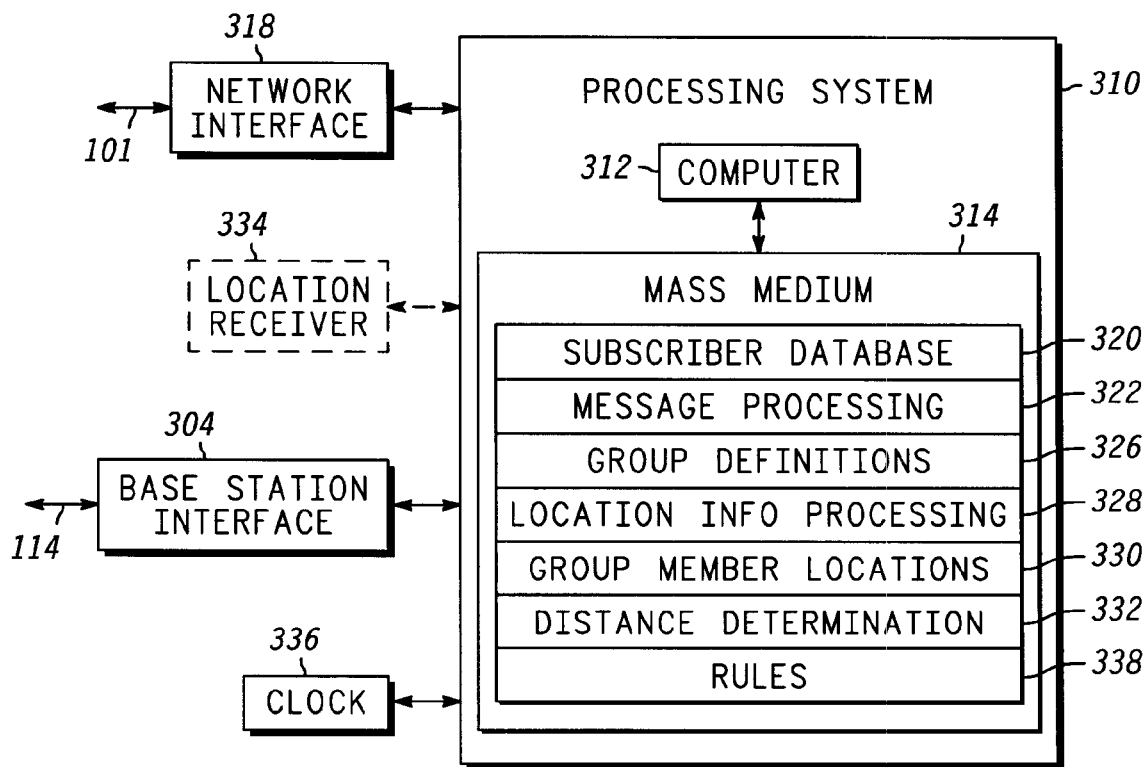 318
NETWORK
INTERFACE
101
334
LOCATION
RECEIVER
304
BASE STATION
INTERFACE
114
336
CLOCK
PROCESSING SYSTEM
310
312
COMPUTER
314
MASS MEDIUM
SUBSCRIBER DATABASE
320
MESSAGE PROCESSING
322
GROUP DEFINITIONS
326
LOCATION INFO PROCESSING
328
GROUP MEMBER LOCATIONS
330
DISTANCE DETERMINATION
332
RULES
338